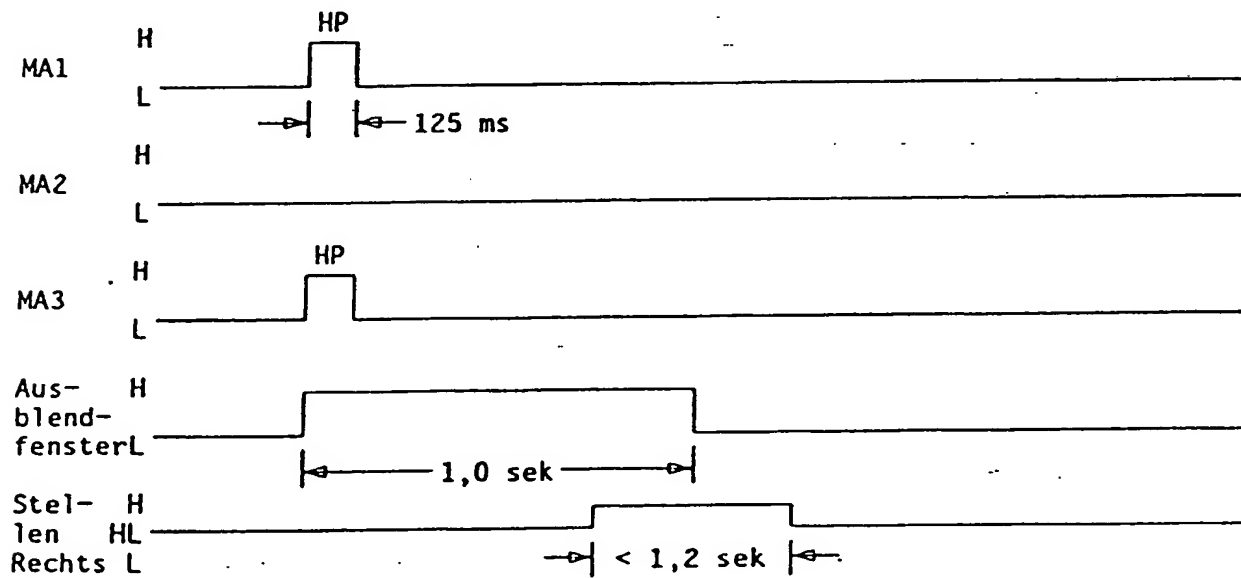 HP
H
MA1
L
125 ms
H
MA2
L
HP
H
MA3
L
Aus- H
blend-
fenster L
1,0 sek
Stel- H
len HL
Rechts L
< 1,2 sek